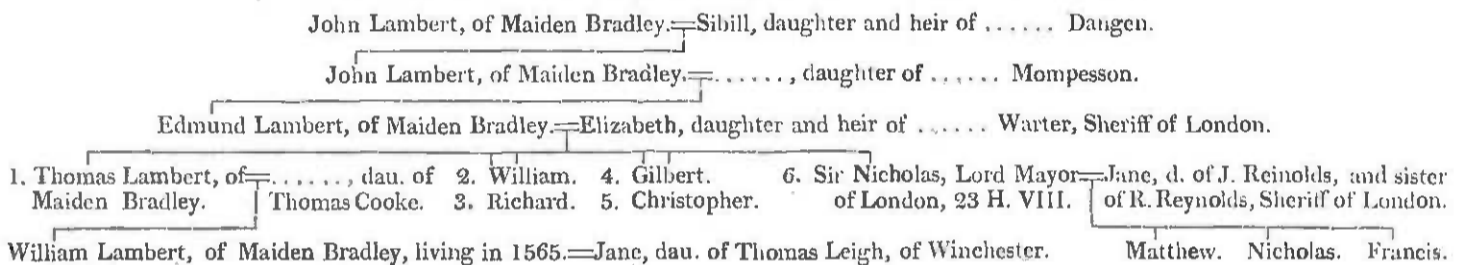 John Lambert, of Maiden Bradley.=Sibill, daughter and heir of ...... Dangen.
John Lambert, of Maiden Bradley.=......, daughter of ...... Mompesson.
Edmund Lambert, of Maiden Bradley.=Elizabeth, daughter and heir of ...... Warter, Sheriff of London.
1. Thomas Lambert, of=......, dau. of 2. William. 4. Gilbert. 6. Sir Nicholas, Lord Mayor=Jane, d. of J. Reinolds, and sister
Maiden Bradley. Thomas Cooke. 3. Richard. 5. Christopher. of London, 23 H. VIII. of R. Reynolds, Sheriff of London.
William Lambert, of Maiden Bradley, living in 1565.=Jane, dau. of Thomas Leigh, of Winchester. Matthew. Nicholas. Francis.